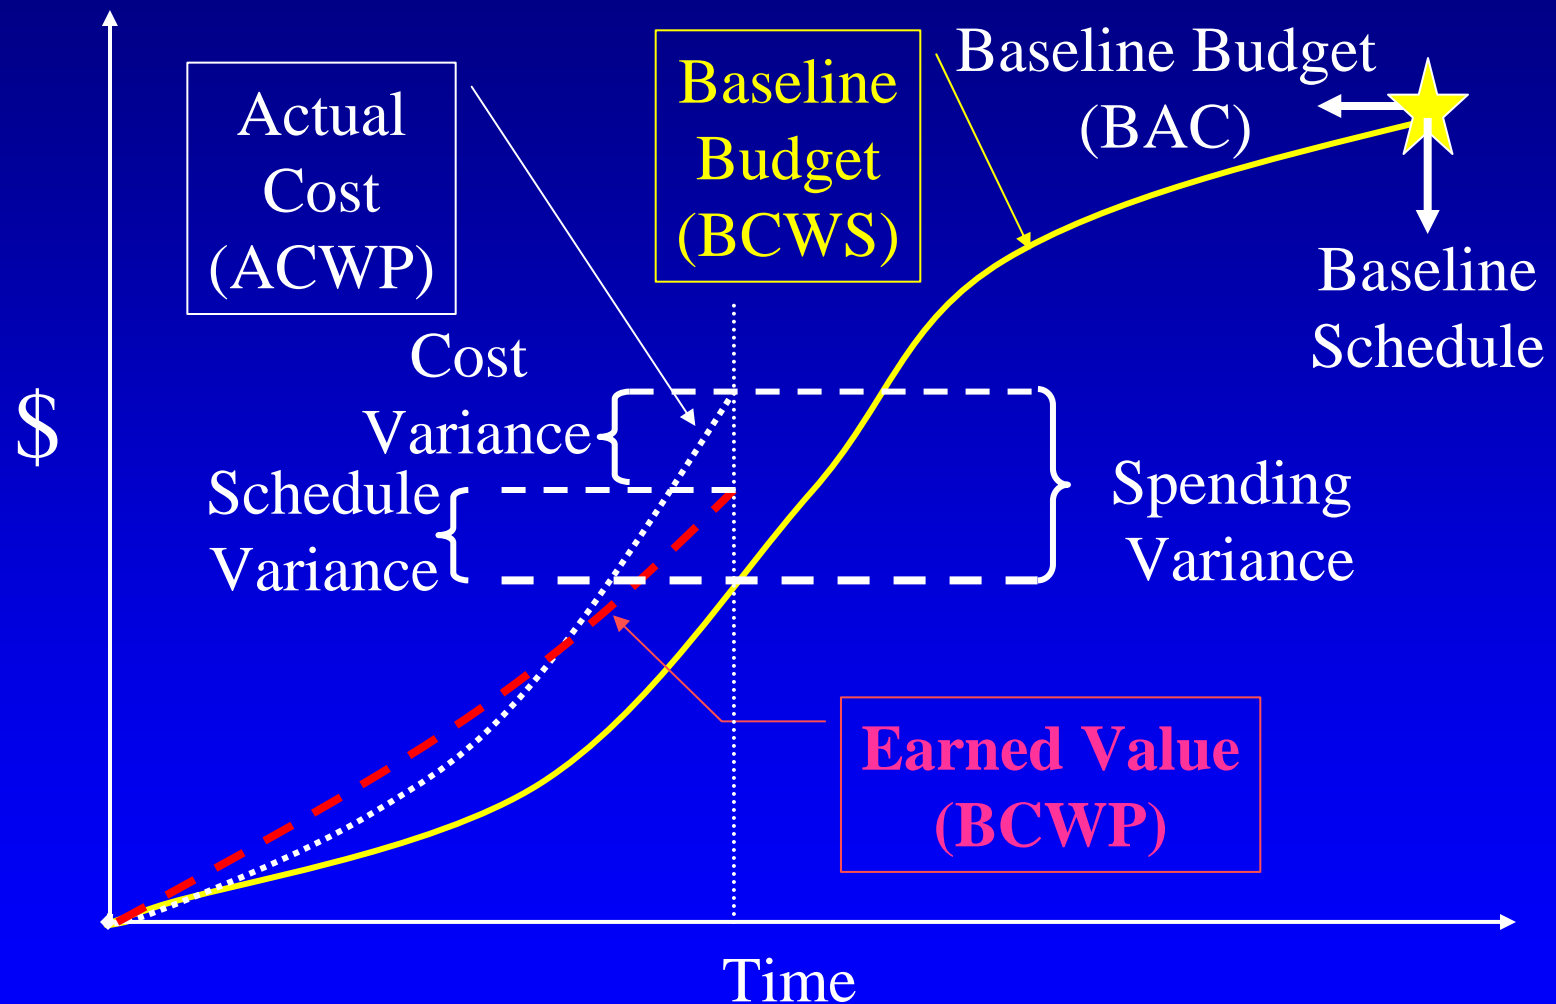 Actual
Cost
(ACWP)
Baseline
Budget
(BCWS)
Baseline Budget
(BAC)
Baseline
Schedule
Cost
Variance
$
Schedule
Variance
Spending
Variance
Earned Value
(BCWP)
Time